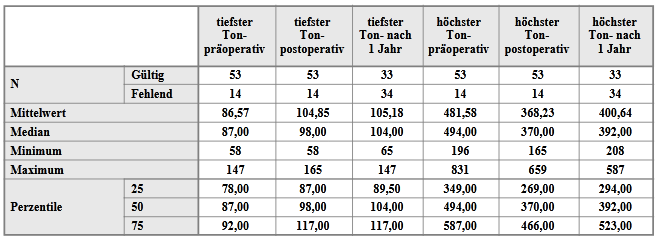 tiefster Ton- präoperativ tiefster Ton- postoperativ tiefster Ton- nach 1 Jahr höchster Ton- präoperativ höchster Ton- postoperativ höchster Ton- nach 1 Jahr
N Gültig 53 53 33 53 53 33
Fehlend 14 14 34 14 14 34
Mittelwert 86,57 104,85 105,18 481,58 368,23 400,64
Median 87,00 98,00 104,00 494,00 370,00 392,00
Minimum 58 58 65 196 165 208
Maximum 147 165 147 831 659 587
Perzentile 25 78,00 87,00 89,50 349,00 269,00 294,00
50 87,00 98,00 104,00 494,00 370,00 392,00
75 92,00 117,00 117,00 587,00 466,00 523,00